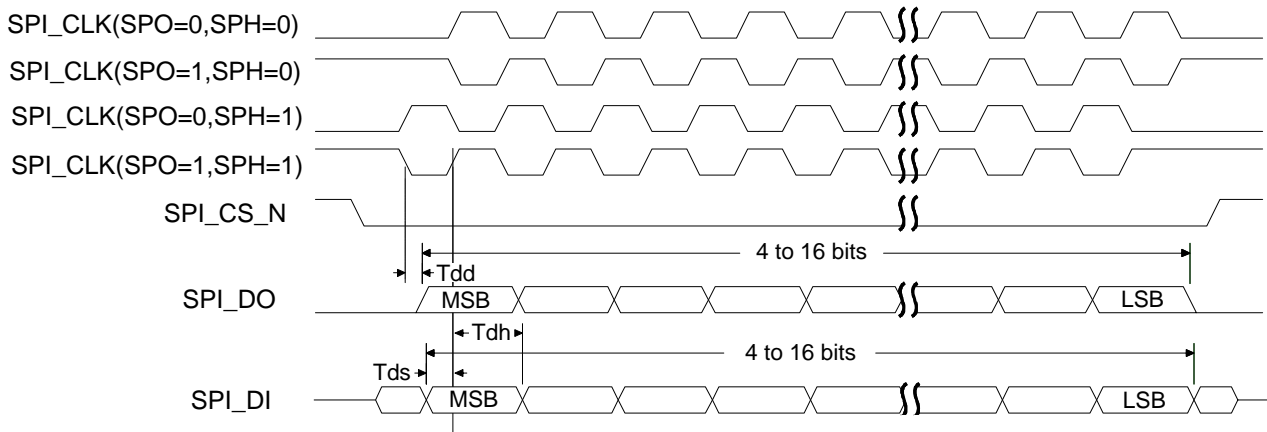 SPI_CLK(SPO=0,SPH=0)
SPI_CLK(SPO=1,SPH=0)
SPI_CLK(SPO=0,SPH=1)
SPI_CLK(SPO=1,SPH=1)
SPI_CS_N
4 to 16 bits
Tdd
SPI_DO
MSB
LSB
Tdh
4 to 16 bits
Tds
SPI_DI
MSB
LSB